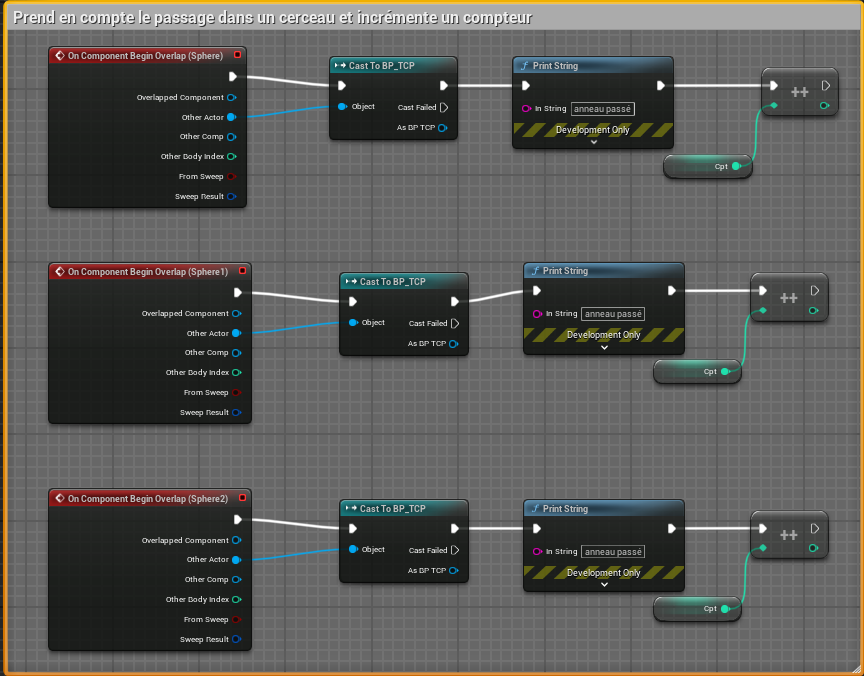 Prend en compte le passage dans un cerceau et incrémente un compteur
On Component Begin Overlap (Sphere)
Overlapped Component
Other Actor
Other Comp
Other Body Index
From Sweep
Sweep Result
Cast To BP_TCP
Object
Cast Failed
As BP TCP
Print String
In String anneau passé
Development Only
++
Cpt
On Component Begin Overlap (Sphere1)
Overlapped Component
Other Actor
Other Comp
Other Body Index
From Sweep
Sweep Result
Cast To BP_TCP
Object
Cast Failed
As BP TCP
Print String
In String anneau passé
Development Only
++
Cpt
On Component Begin Overlap (Sphere2)
Overlapped Component
Other Actor
Other Comp
Other Body Index
From Sweep
Sweep Result
Cast To BP_TCP
Object
Cast Failed
As BP TCP
Print String
In String anneau passé
Development Only
++
Cpt